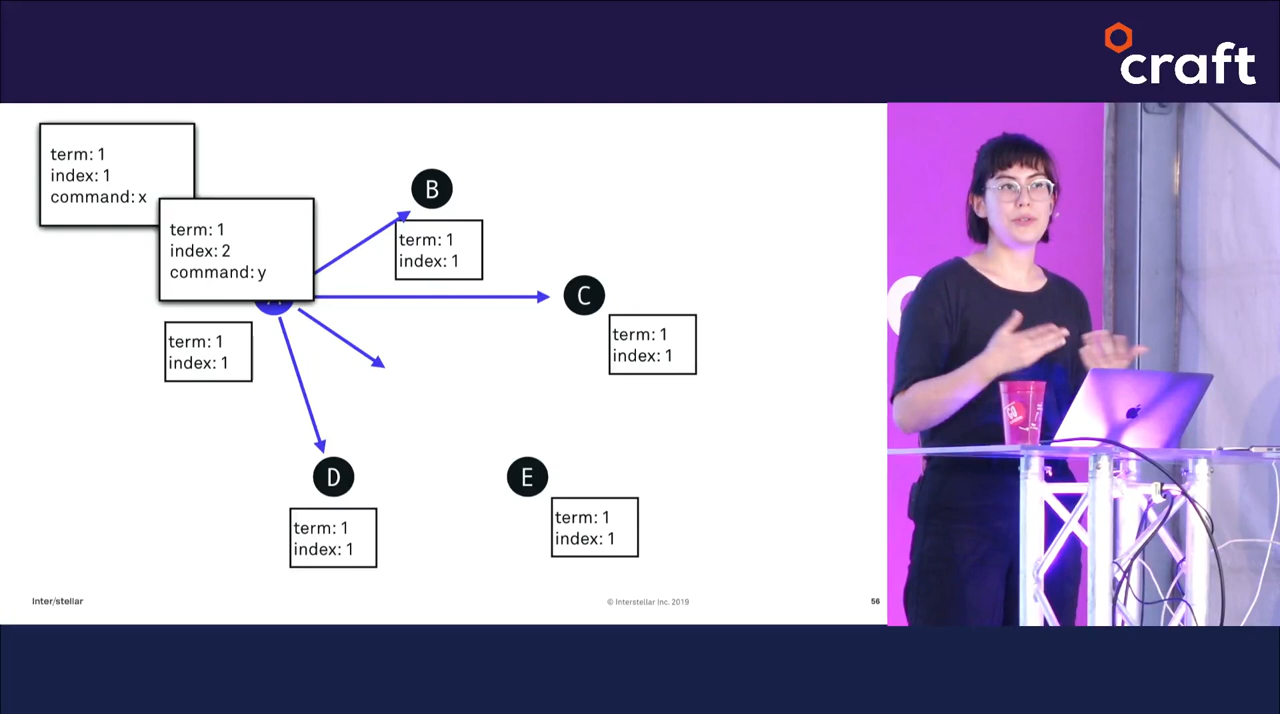 craft
term: 1
index: 1
command: x
term: 1
index: 2
command: y
B
term: 1
index: 1
C
term: 1
index: 1
term: 1
index: 1
D
term: 1
index: 1
E
term: 1
index: 1
Inter/stellar
© Interstellar Inc. 2019
56
GO